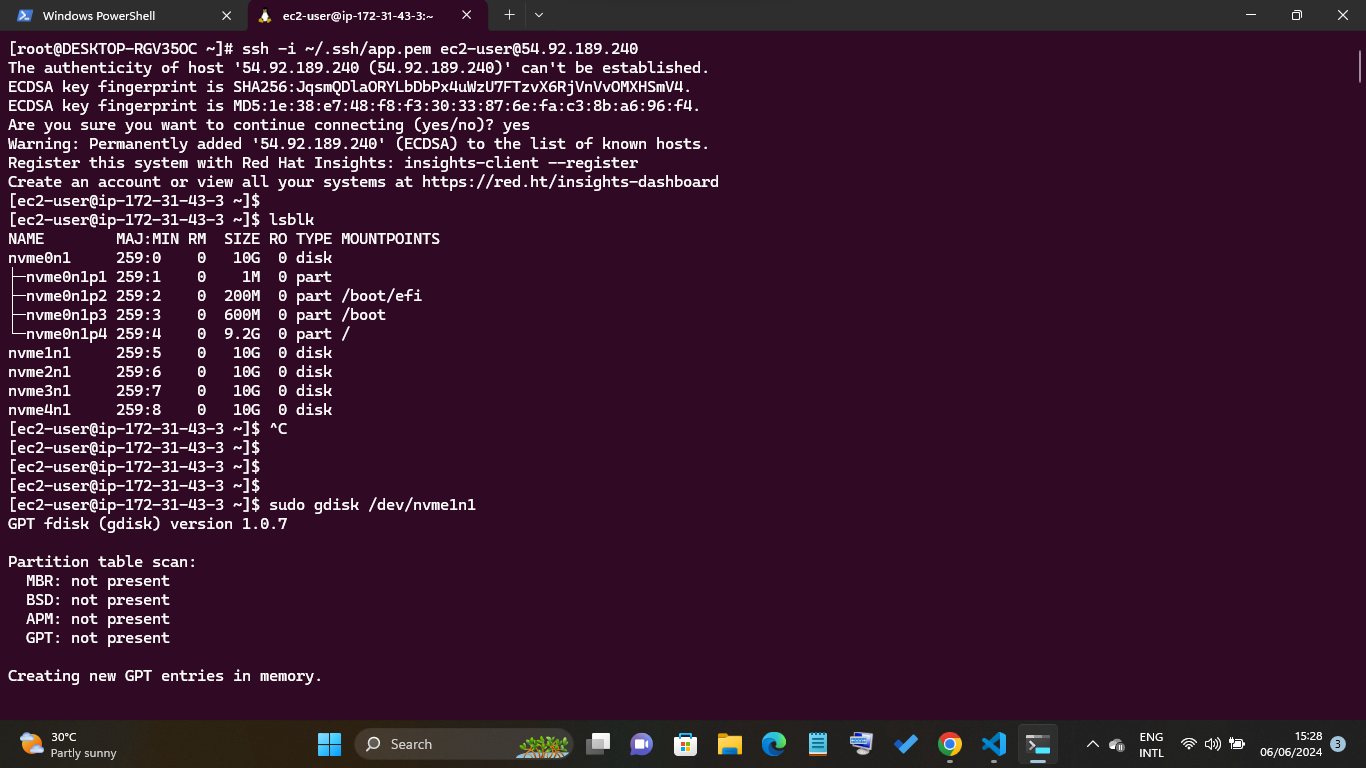 Windows PowerShell
ec2-user@ip-172-31-43-3:~
[root@DESKTOP-RGV35OC ~]# ssh -i ~/.ssh/app.pem ec2-user@54.92.189.240
The authenticity of host '54.92.189.240 (54.92.189.240)' can't be established.
ECDSA key fingerprint is SHA256:JqsmQDlaORYLbDbPx4uWzU7FTzvX6RjVnVvOMXHSmV4.
ECDSA key fingerprint is MD5:1e:38:e7:48:f8:f3:30:33:87:6e:fa:c3:8b:a6:96:f4.
Are you sure you want to continue connecting (yes/no)? yes
Warning: Permanently added '54.92.189.240' (ECDSA) to the list of known hosts.
Register this system with Red Hat Insights: insights-client --register
Create an account or view all your systems at https://red.ht/insights-dashboard
[ec2-user@ip-172-31-43-3 ~]$
[ec2-user@ip-172-31-43-3 ~]$ lsblk
NAME        MAJ:MIN RM  SIZE RO TYPE MOUNTPOINTS
nvme0n1     259:0    0   10G  0 disk
├─nvme0n1p1 259:1    0    1M  0 part
├─nvme0n1p2 259:2    0  200M  0 part /boot/efi
├─nvme0n1p3 259:3    0  600M  0 part /boot
└─nvme0n1p4 259:4    0  9.2G  0 part /
nvme1n1     259:5    0   10G  0 disk
nvme2n1     259:6    0   10G  0 disk
nvme3n1     259:7    0   10G  0 disk
nvme4n1     259:8    0   10G  0 disk
[ec2-user@ip-172-31-43-3 ~]$ ^C
[ec2-user@ip-172-31-43-3 ~]$
[ec2-user@ip-172-31-43-3 ~]$
[ec2-user@ip-172-31-43-3 ~]$
[ec2-user@ip-172-31-43-3 ~]$ sudo gdisk /dev/nvme1n1
GPT fdisk (gdisk) version 1.0.7
Partition table scan:
  MBR: not present
  BSD: not present
  APM: not present
  GPT: not present
Creating new GPT entries in memory.
30°C
Partly sunny
Search
ENG
INTL
15:28
06/06/2024
3